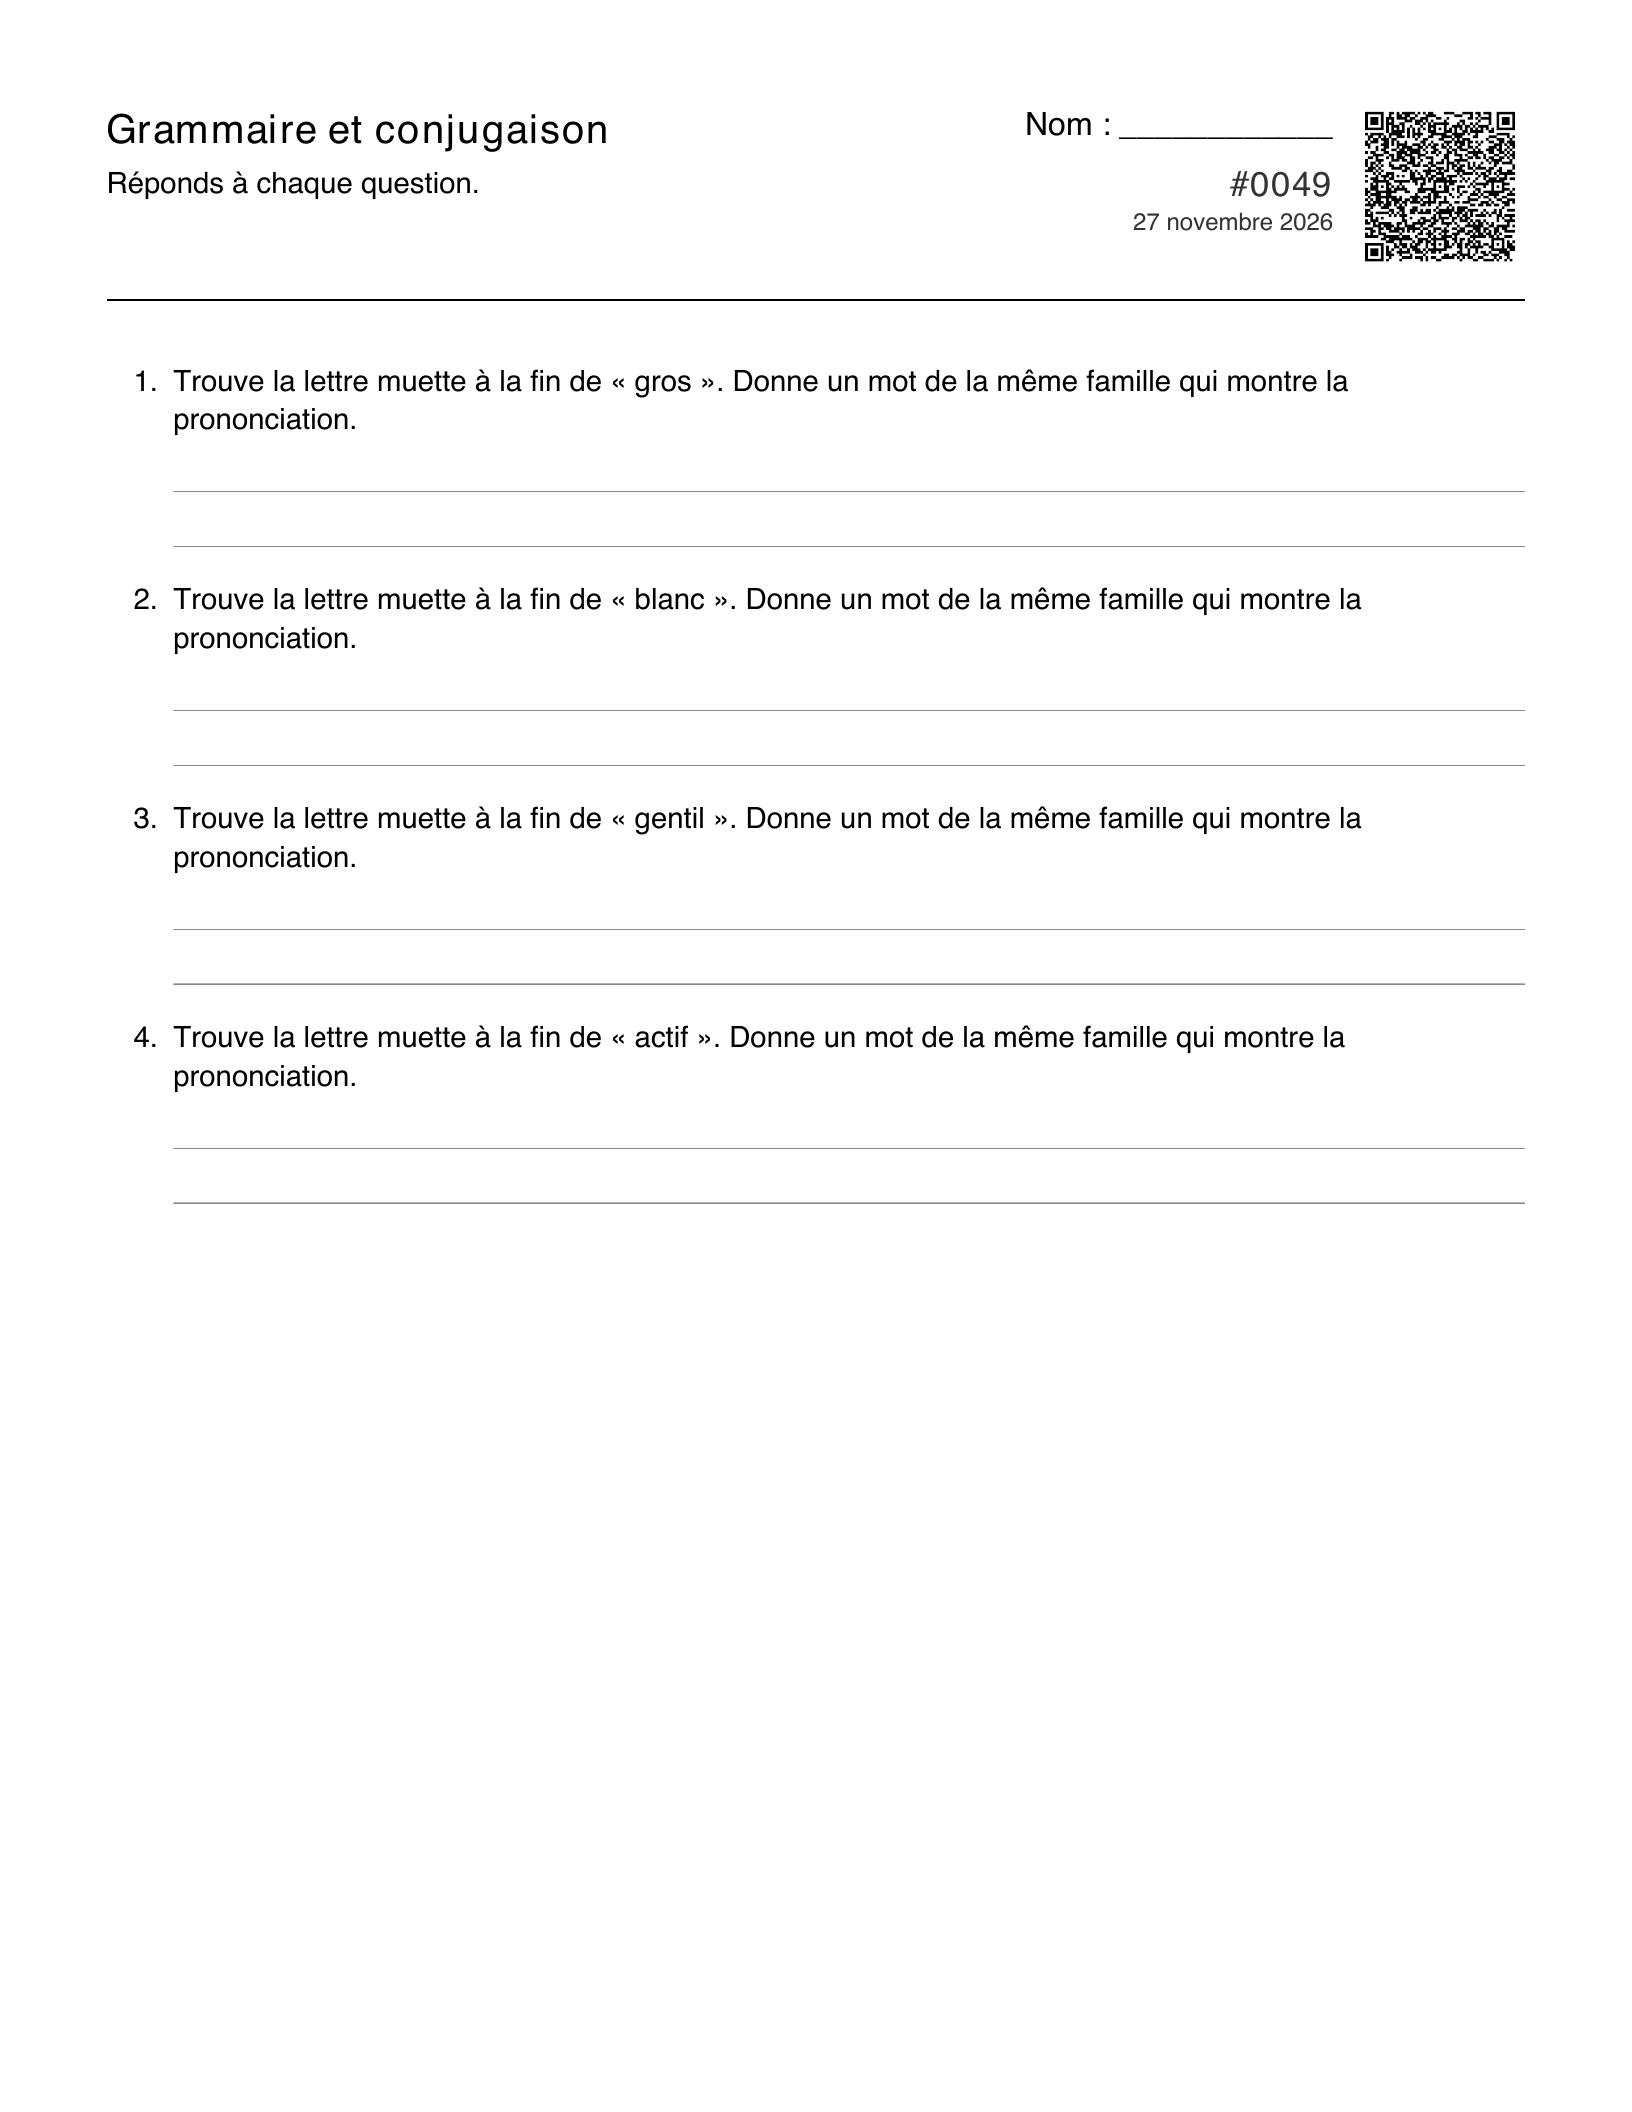 Grammaire et conjugaison
Réponds à chaque question.
Nom : ____________
#0049
27 novembre 2026
1. Trouve la lettre muette à la fin de « gros ». Donne un mot de la même famille qui montre la
prononciation.
2. Trouve la lettre muette à la fin de « blanc ». Donne un mot de la même famille qui montre la
prononciation.
3. Trouve la lettre muette à la fin de « gentil ». Donne un mot de la même famille qui montre la
prononciation.
4. Trouve la lettre muette à la fin de « actif ». Donne un mot de la même famille qui montre la
prononciation.